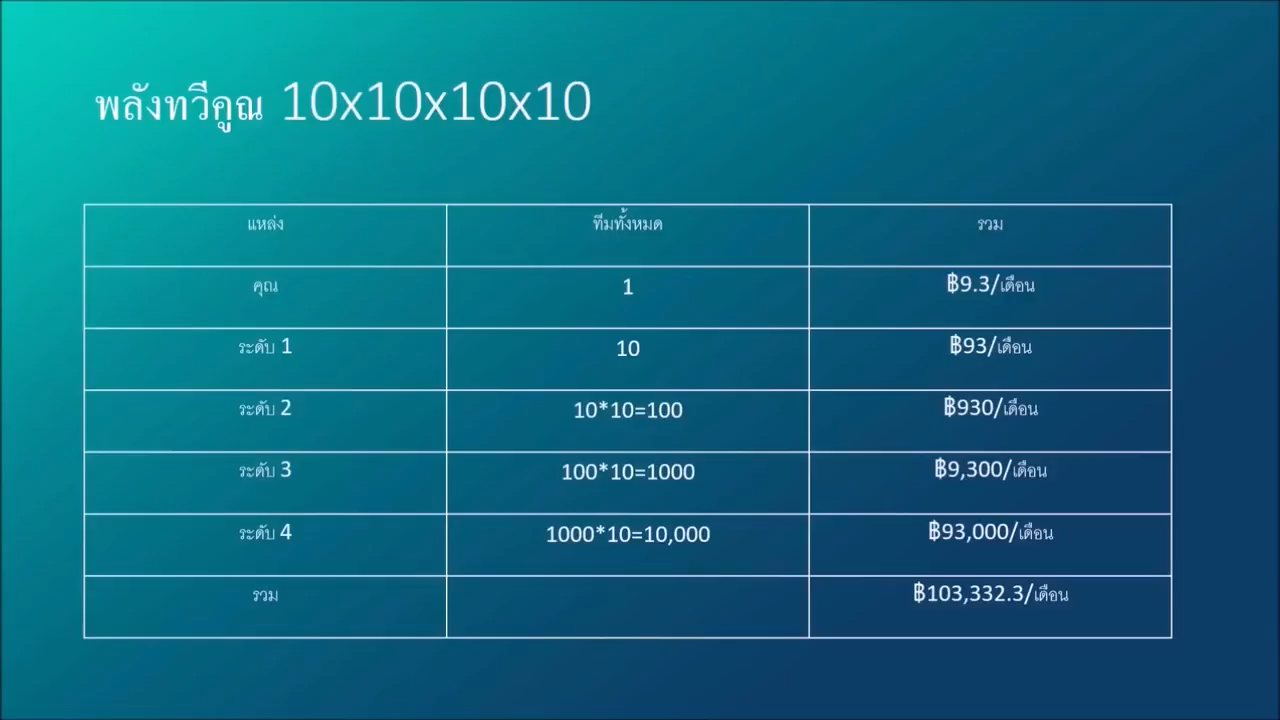 พลังทวีคูณ 10x10x10x10
แหล่ง ทีมทั้งหมด รวม
คุณ 1 ฿9.3/เดือน
ระดับ 1 10 ฿93/เดือน
ระดับ 2 10*10=100 ฿930/เดือน
ระดับ 3 100*10=1000 ฿9,300/เดือน
ระดับ 4 1000*10=10,000 ฿93,000/เดือน
รวม ฿103,332.3/เดือน